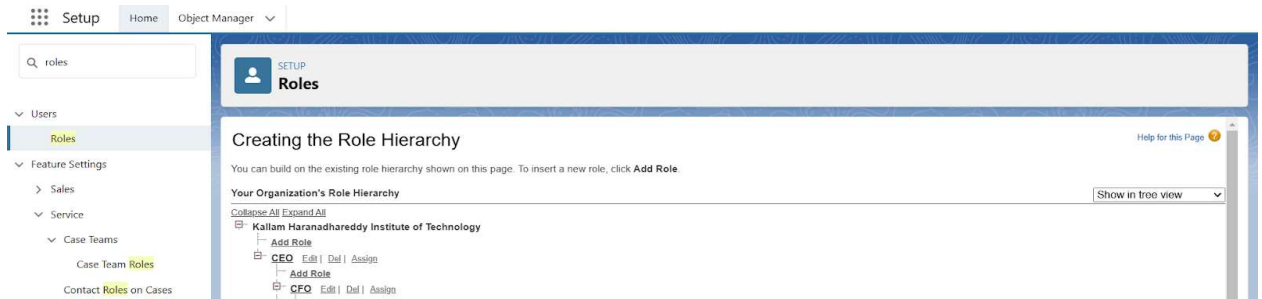 Setup Home Object Manager
roles
SETUP
Roles
Users
Roles
Feature Settings
Sales
Service
Case Teams
Case Team Roles
Contact Roles on Cases
Creating the Role Hierarchy
Help for this Page ?
You can build on the existing role hierarchy shown on this page. To insert a new role, click Add Role.
Your Organization's Role Hierarchy
Show in tree view
Collapse All Expand All
Kallam Haranadhareddy Institute of Technology
Add Role
CEO Edit | Del | Assign
Add Role
CFO Edit | Del | Assign